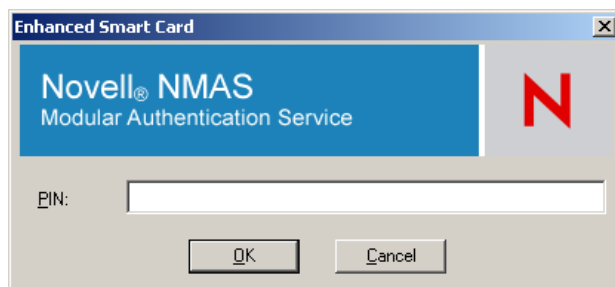 Enhanced Smart Card
Novell® NMAS
Modular Authentication Service
N
PIN:
OK
Cancel